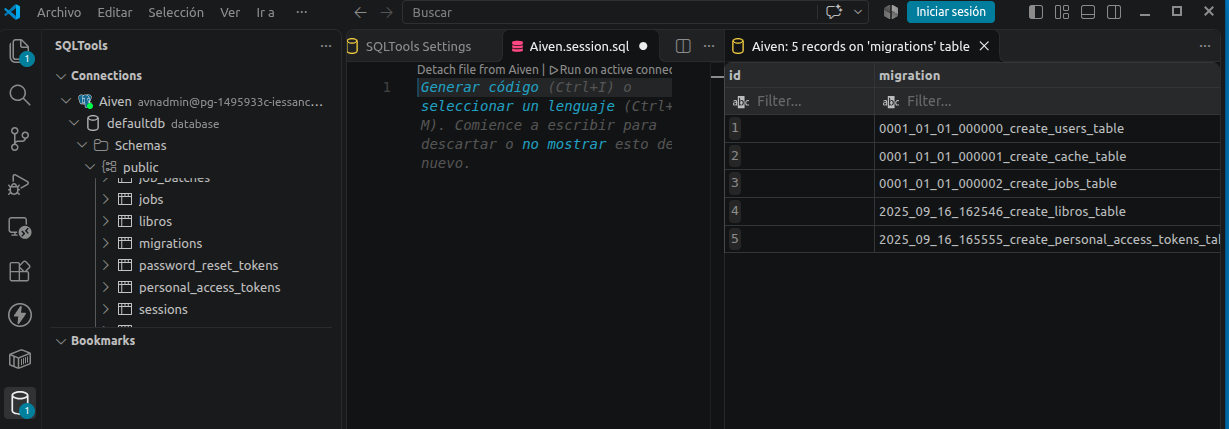 Archivo Editar Selección Ver Ir a ··· Buscar Iniciar sesión
SQLTools ···
Connections
Aiven avnadmin@pg-1495933c-iessanc...
defaultdb database
Schemas
public
job_batches
jobs
libros
migrations
password_reset_tokens
personal_access_tokens
sessions
Bookmarks
1
1
SQLTools Settings Aiven.session.sql ···
Detach file from Aiven | Run on active connec
1 Generar código (Ctrl+I) o
seleccionar un lenguaje (Ctrl+
M). Comience a escribir para
descartar o no mostrar esto de
nuevo.
Aiven: 5 records on 'migrations' table ···
id migration
abc Filter... abc Filter...
1 0001_01_01_000000_create_users_table
2 0001_01_01_000001_create_cache_table
3 0001_01_01_000002_create_jobs_table
4 2025_09_16_162546_create_libros_table
5 2025_09_16_165555_create_personal_access_tokens_tal